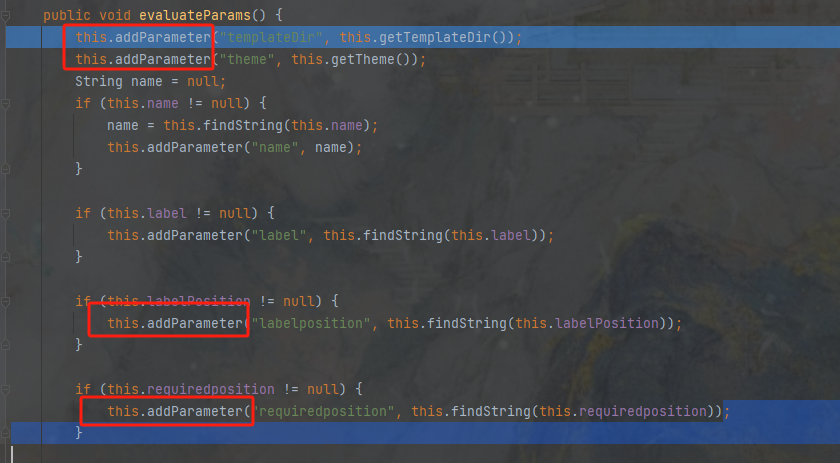 public void evaluateParams() {
this.addParameter("templateDir", this.getTemplateDir());
this.addParameter("theme", this.getTheme());
String name = null;
if (this.name != null) {
name = this.findString(this.name);
this.addParameter("name", name);
}
if (this.label != null) {
this.addParameter("label", this.findString(this.label));
}
if (this.labelPosition != null) {
this.addParameter("labelposition", this.findString(this.labelPosition));
}
if (this.requiredposition != null) {
this.addParameter("requiredposition", this.findString(this.requiredposition));
}